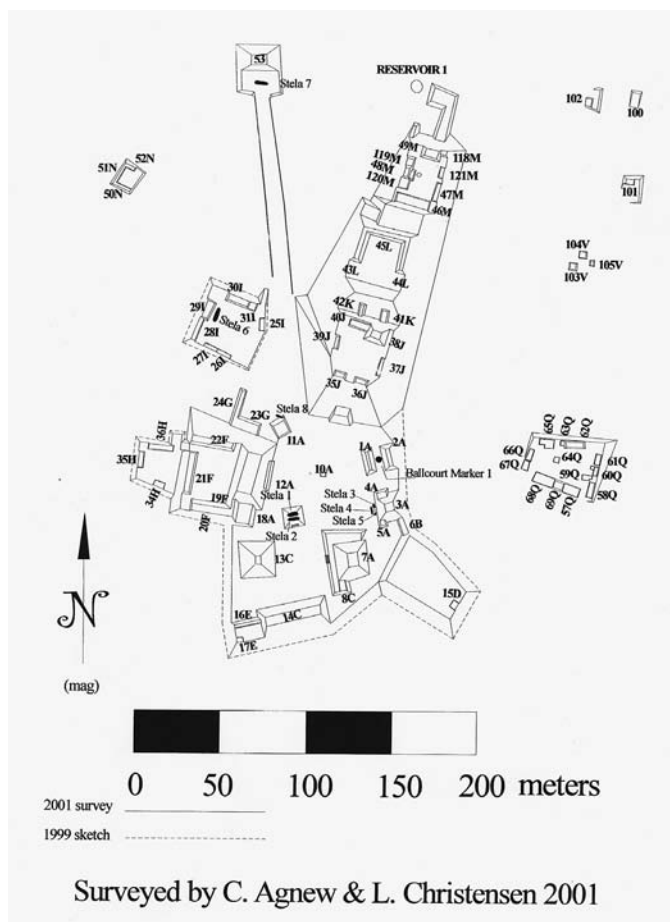 53
Stela 7
RESERVOIR 1
102
100
49M
119M
118M
48M
121M
120M
47M
46M
52N
51N
50N
101
45L
104V
105V
103V
43L
44L
30I
31I
29I
25I
Stela 6
28I
27I
26I
42K
41K
40J
39J
38J
37J
35J
36J
24G
23G
Stela 8
11A
36H
22F
35H
21F
34H
19F
20F
18A
12A
10A
1A
2A
Ballcourt Marker 1
4A
Stela 3
3A
Stela 4
Stela 5
5A
6B
Stela 1
Stela 2
65Q
63Q
62Q
66Q
64Q
61Q
67Q
59Q
60Q
68Q
69Q
57Q
58Q
13C
7A
8C
15D
16E
14C
17E
N
(mag)
0 50 100 150 200 meters
2001 survey
1999 sketch
Surveyed by C. Agnew & L. Christensen 2001